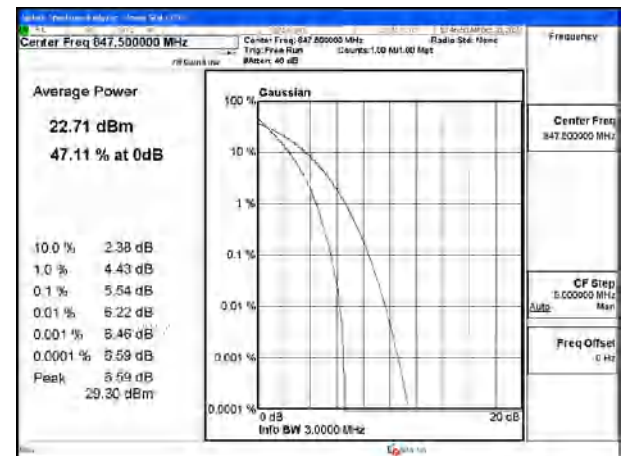 Center Freq 847.500000 MHz
Trig: Free Run
Counts:1.00 M/1.00 Mpt
Radio Std: None
#Atten: 40 dB
Frequency
Average Power
22.71 dBm
47.11 % at 0dB
10.0 % 2.38 dB
1.0 % 4.43 dB
0.1 % 5.54 dB
0.01 % 6.22 dB
0.001 % 6.46 dB
0.0001 % 6.59 dB
Peak 6.59 dB
29.30 dBm
Gaussian
100 %
10 %
1 %
0.1 %
0.01 %
0.001 %
0.0001 %
0 dB
20 dB
Info BW 3.0000 MHz
Center Freq
847.500000 MHz
CF Step
5.000000 MHz
Auto Man
Freq Offset
0 Hz